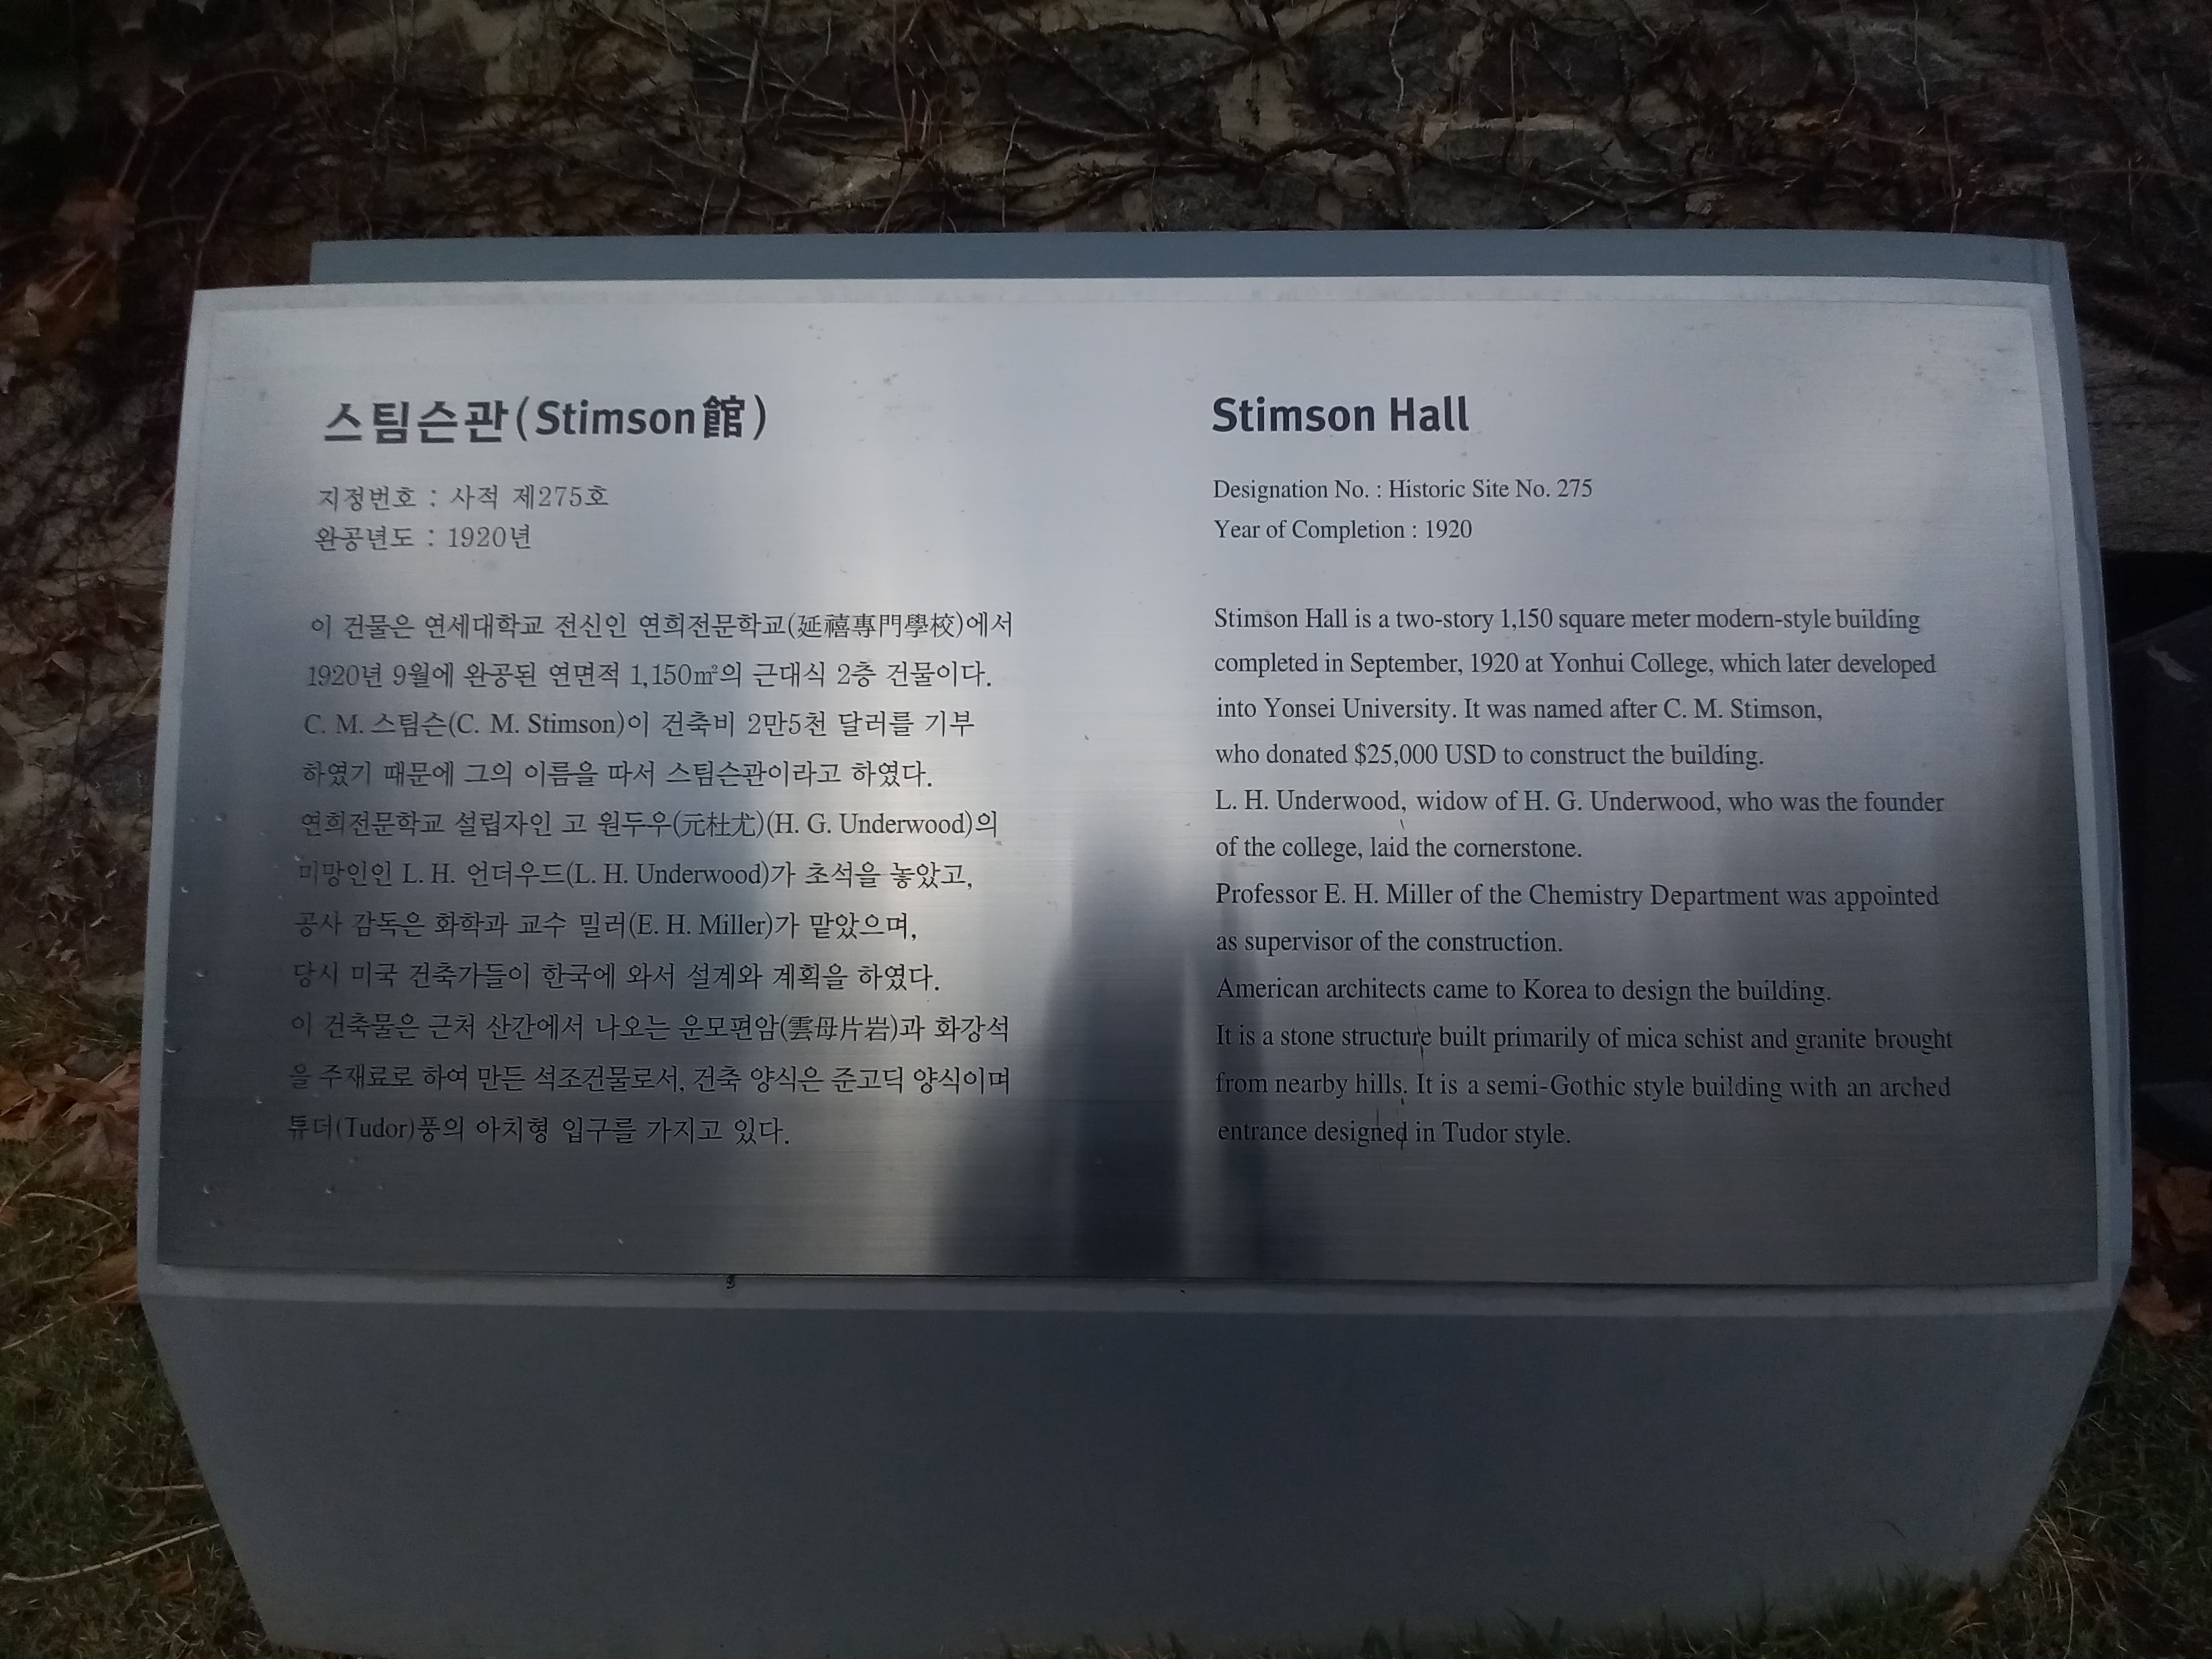 스팀슨관(Stimson館)
지정번호 : 사적 제275호
완공년도 : 1920년
이 건물은 연세대학교 전신인 연희전문학교(延禧專門學校)에서
1920년 9월에 완공된 연면적 1,150㎡의 근대식 2층 건물이다.
C. M. 스팀슨(C. M. Stimson)이 건축비 2만5천 달러를 기부
하였기 때문에 그의 이름을 따서 스팀슨관이라고 하였다.
연희전문학교 설립자인 고 원두우(元杜尤)(H. G. Underwood)의
미망인인 L. H. 언더우드(L. H. Underwood)가 초석을 놓았고,
공사 감독은 화학과 교수 밀러(E. H. Miller)가 맡았으며,
당시 미국 건축가들이 한국에 와서 설계와 계획을 하였다.
이 건축물은 근처 산간에서 나오는 운모편암(雲母片岩)과 화강석
을 주재료로 하여 만든 석조건물로서, 건축 양식은 준고딕 양식이며
튜더(Tudor)풍의 아치형 입구를 가지고 있다.
Stimson Hall
Designation No. : Historic Site No. 275
Year of Completion : 1920
Stimson Hall is a two-story 1,150 square meter modern-style building
completed in September, 1920 at Yonhui College, which later developed
into Yonsei University. It was named after C. M. Stimson,
who donated $25,000 USD to construct the building.
L. H. Underwood, widow of H. G. Underwood, who was the founder
of the college, laid the cornerstone.
Professor E. H. Miller of the Chemistry Department was appointed
as supervisor of the construction.
American architects came to Korea to design the building.
It is a stone structure built primarily of mica schist and granite brought
from nearby hills. It is a semi-Gothic style building with an arched
entrance designed in Tudor style.